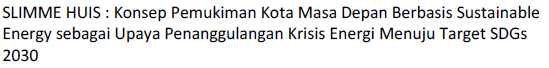 SLIMME HUIS : Konsep Pemukiman Kota Masa Depan Berbasis Sustainable
Energy sebagai Upaya Penanggulangan Krisis Energi Menuju Target SDGs
2030